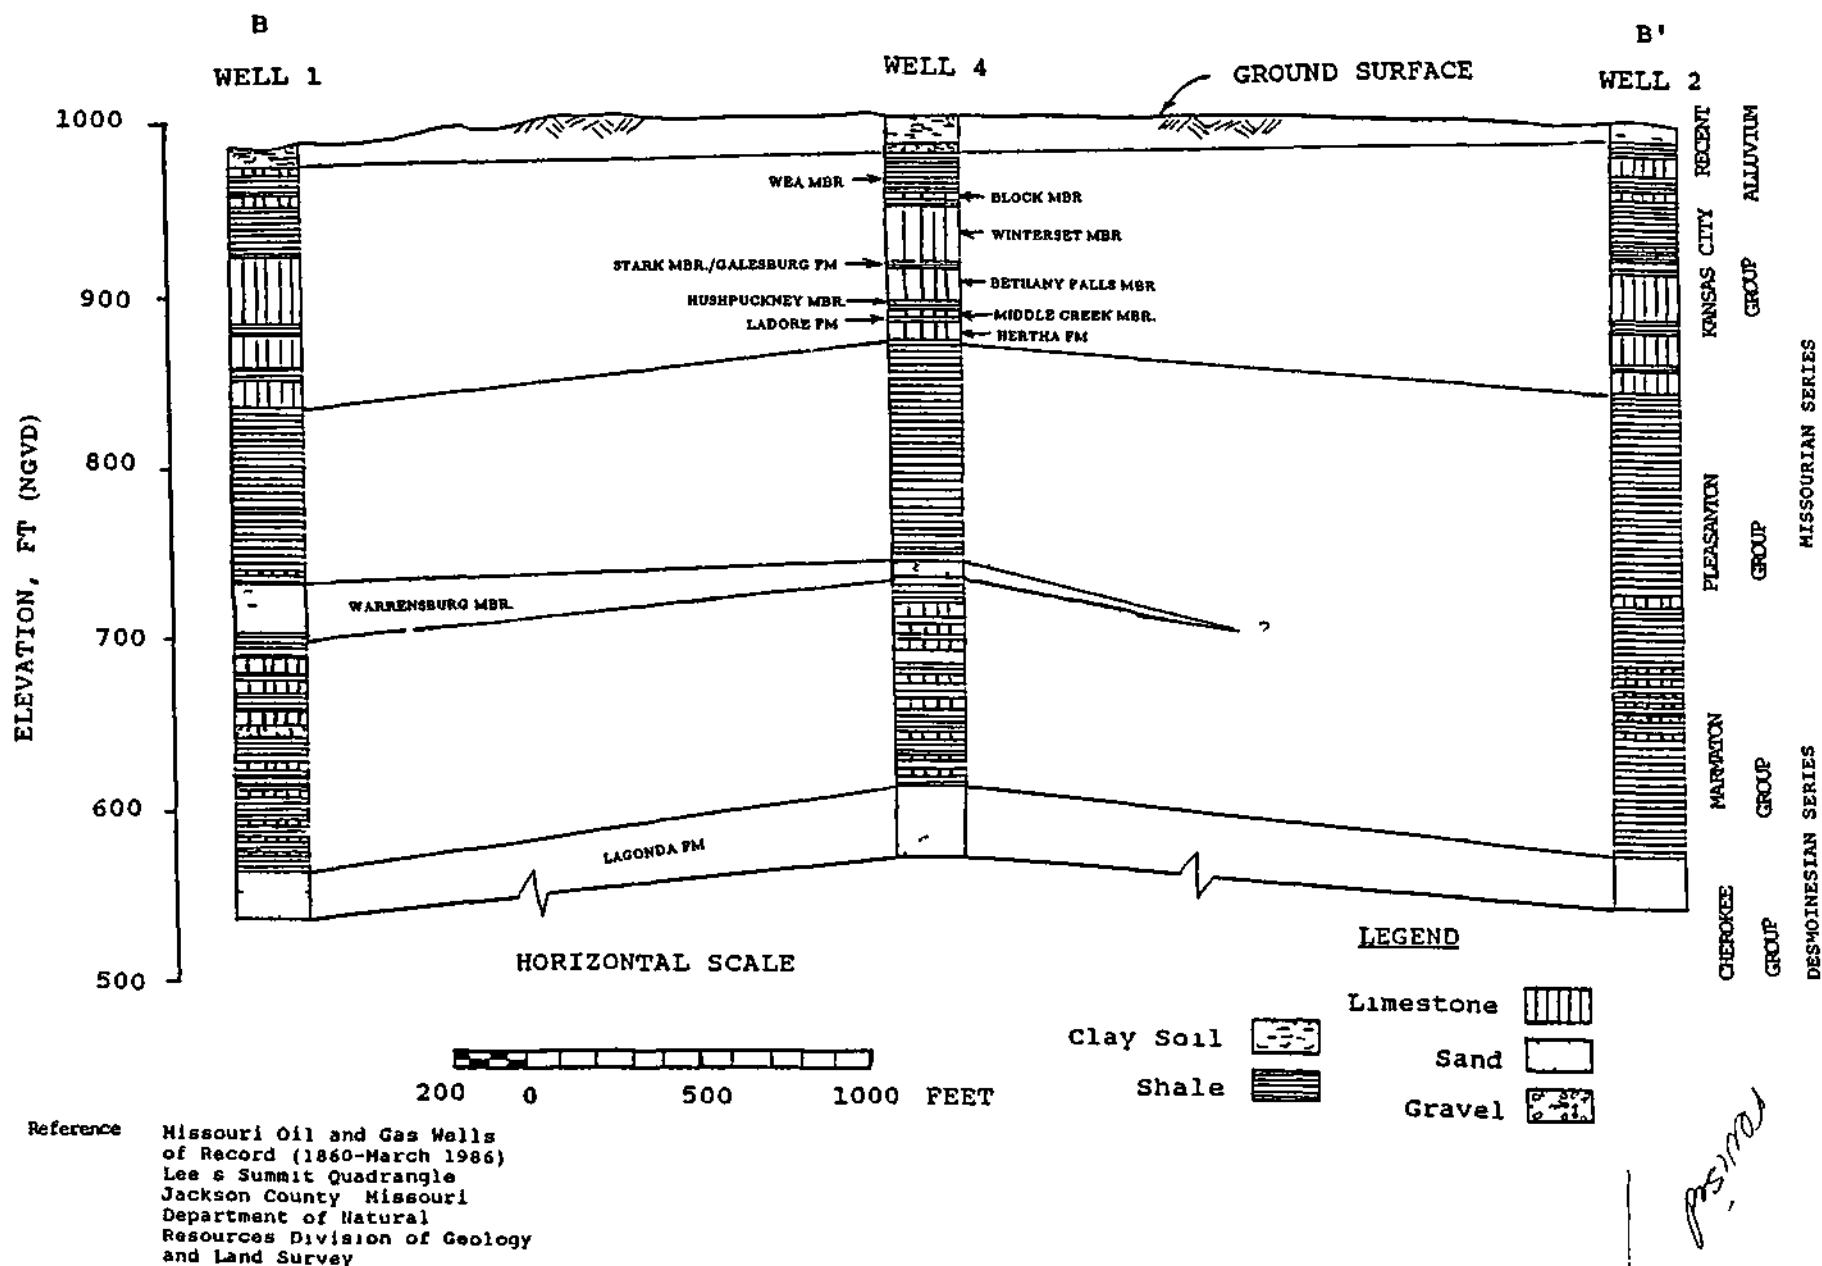 B
B'
WELL 1
WELL 4
WELL 2
GROUND SURFACE
1000
900
800
700
600
500
ELEVATION, FT (NGVD)
WEA MBR
BLOCK MBR
WINTERSET MBR
STARK MBR./GALESBURG FM
BETHANY FALLS MBR
HUSHPUCKNEY MBR.
MIDDLE CREEK MBR.
LADORE FM
HERTHA FM
WARRENSBURG MBR.
?
LAGONDA FM
RECENT
ALLUVIUM
KANSAS CITY
GROUP
PLEASANTON
GROUP
MISSOURIAN SERIES
MARMATON
GROUP
CHEROKEE
GROUP
DESMOINESIAN SERIES
HORIZONTAL SCALE
200 0 500 1000 FEET
LEGEND
Clay Soil
Shale
Limestone
Sand
Gravel
Reference
Missouri Oil and Gas Wells
of Record (1860-March 1986)
Lee s Summit Quadrangle
Jackson County Missouri
Department of Natural
Resources Division of Geology
and Land Survey
revised